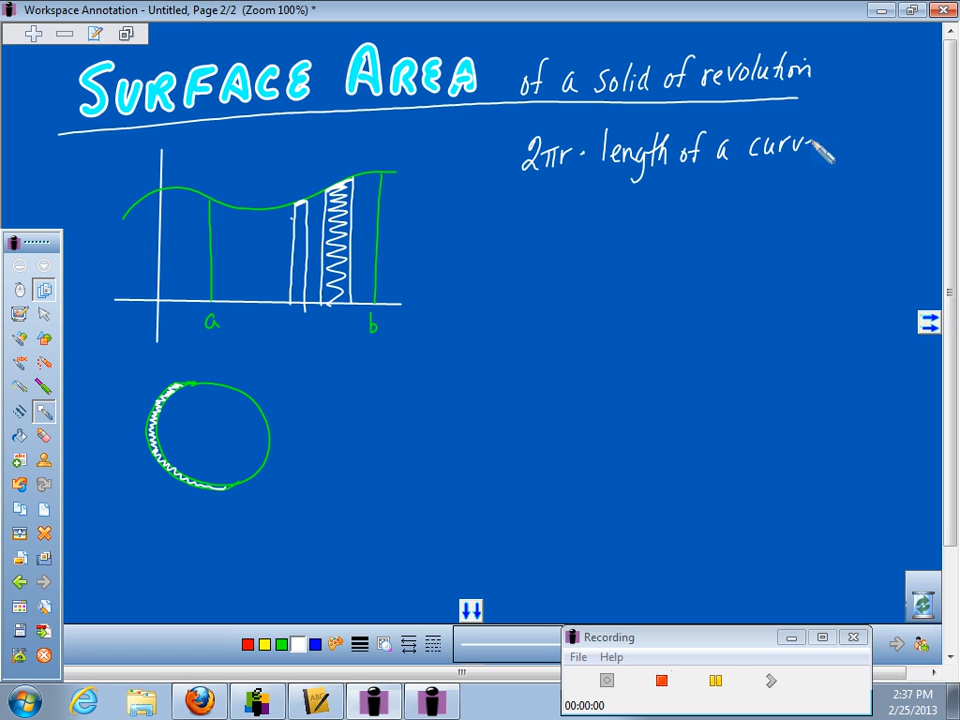 Workspace Annotation - Untitled, Page 2/2 (Zoom 100%) *
SURFACE AREA of a solid of revolution
2πr · length of a curv
a
b
Recording
File Help
00:00:00
2:37 PM
2/25/2013